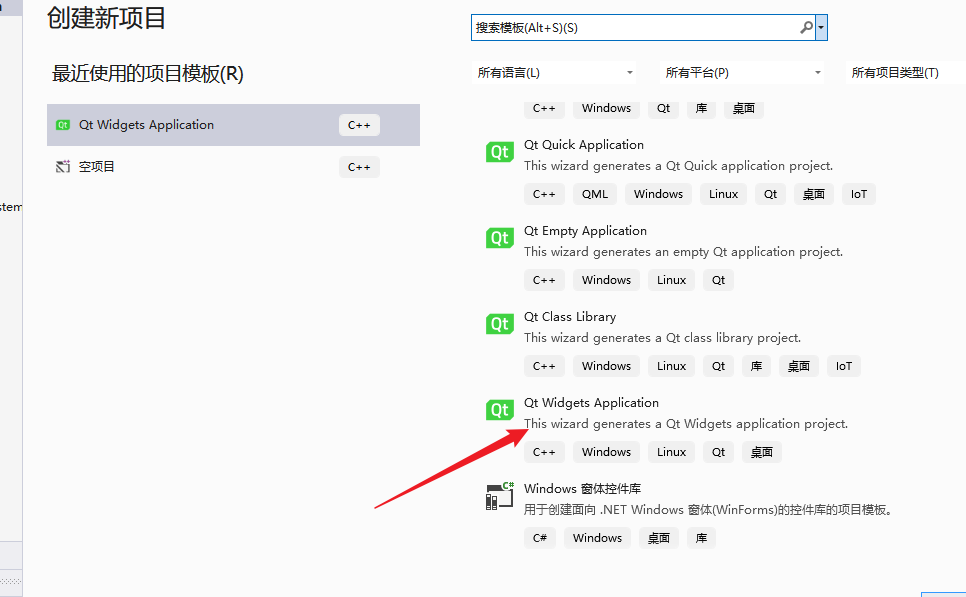 创建新项目
搜索模板(Alt+S)(S)
最近使用的项目模板(R)
所有语言(L) 所有平台(P) 所有项目类型(T)
Qt Widgets Application C++
空项目 C++
stem
C++ Windows Qt 库 桌面
Qt Quick Application
This wizard generates a Qt Quick application project.
C++ QML Windows Linux Qt 桌面 IoT
Qt Empty Application
This wizard generates an empty Qt application project.
C++ Windows Linux Qt
Qt Class Library
This wizard generates a Qt class library project.
C++ Windows Linux Qt 库 桌面 IoT
Qt Widgets Application
This wizard generates a Qt Widgets application project.
C++ Windows Linux Qt 桌面
Windows 窗体控件库
用于创建面向 .NET Windows 窗体(WinForms)的控件库的项目模板。
C# Windows 桌面 库